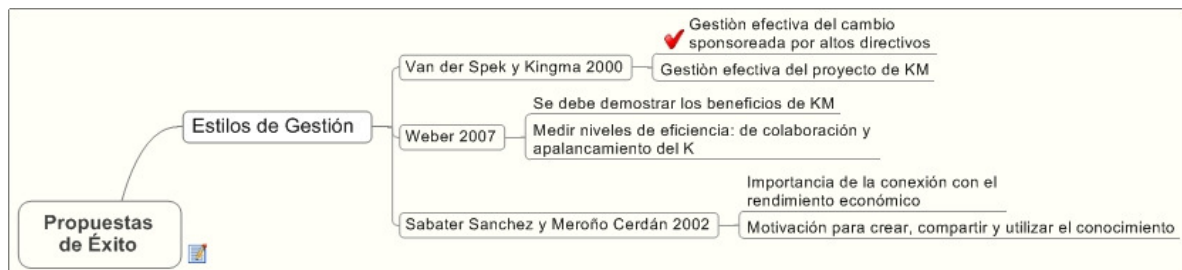 Propuestas
de Éxito
Estilos de Gestión
Van der Spek y Kingma 2000
Gestiòn efectiva del cambio
sponsoreada por altos directivos
Gestiòn efectiva del proyecto de KM
Weber 2007
Se debe demostrar los beneficios de KM
Medir niveles de eficiencia: de colaboración y
apalancamiento del K
Sabater Sanchez y Meroño Cerdán 2002
Importancia de la conexión con el
rendimiento económico
Motivación para crear, compartir y utilizar el conocimiento